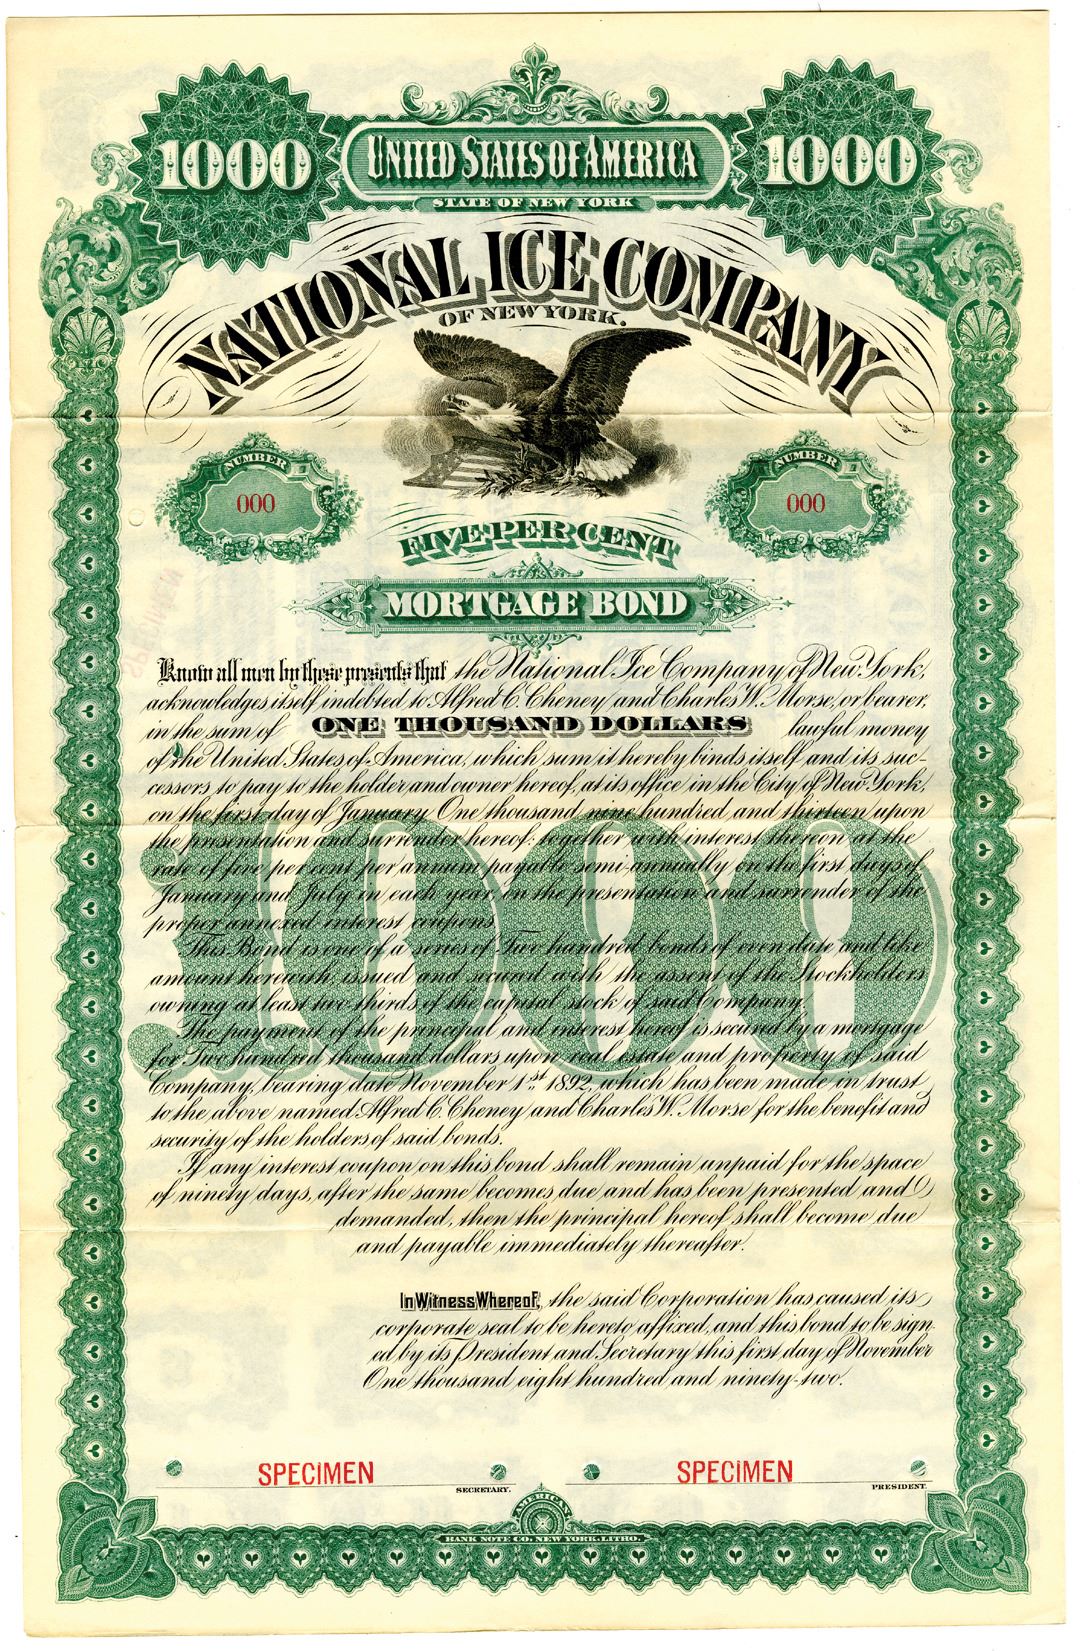 1000 UNITED STATES OF AMERICA 1000
STATE OF NEW YORK
NATIONAL ICE COMPANY
OF NEW YORK.
NUMBER NUMBER
000 000
FIVE PER CENT
MORTGAGE BOND
Know all men by these presents that the National Ice Company of New York,
acknowledges itself indebted to Alfred C. Cheney and Charles W. Morse, or bearer,
in the sum of ONE THOUSAND DOLLARS lawful money
of the United States of America, which sum it hereby binds itself and its suc-
cessors to pay to the holder and owner hereof, at its office in the City of New York,
on the first day of January One thousand nine hundred and thirteen upon
the presentation and surrender hereof: together with interest thereon at the
rate of five per cent per annum payable semi-annually on the first days of
January and July in each year, on the presentation and surrender of the
proper annexed interest coupons.
This Bond is one of a series of Two hundred bonds of even date and like
amount herewith, issued and secured with the assent of the Stockholders
owning at least two thirds of the capital stock of said Company.
The payment of the principal and interest hereof is secured by a mortgage
for Two hundred thousand dollars upon real estate and property of said
Company, bearing date November 1st 1892, which has been made in trust
to the above named Alfred C. Cheney and Charles W. Morse for the benefit and
security of the holders of said bonds.
If any interest coupon on this bond shall remain unpaid for the space
of ninety days, after the same becomes due and has been presented and
demanded, then the principal hereof shall become due
and payable immediately thereafter.
1000
In Witness Whereof, the said Corporation has caused its
corporate seal to be hereto affixed, and this bond to be sign-
ed by its President and Secretary this first day of November
One thousand eight hundred and ninety-two.
SPECIMEN SPECIMEN
SECRETARY. PRESIDENT.
AMERICAN
BANK NOTE CO. NEW YORK. LITHO.